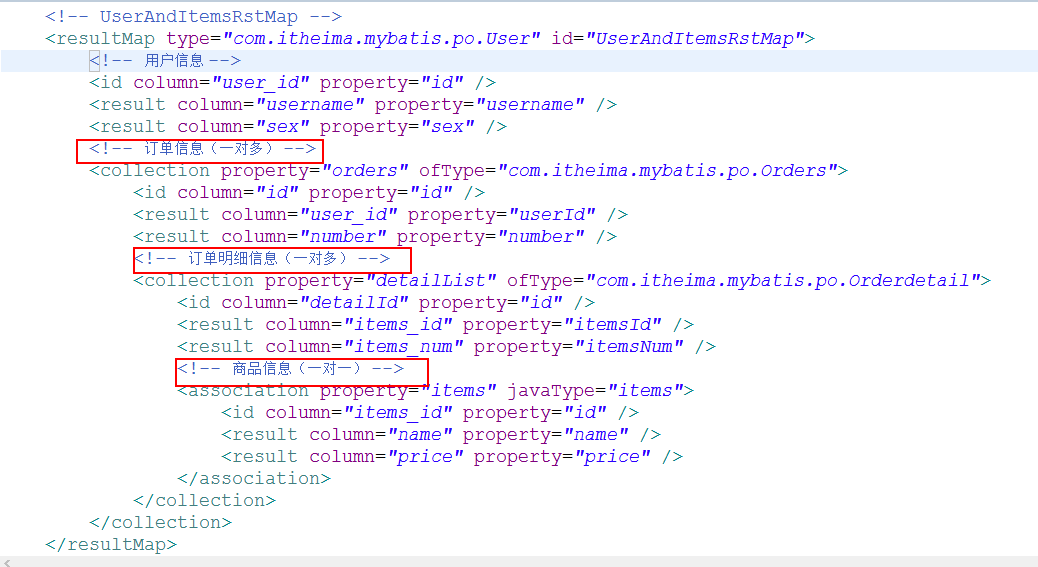 <!-- UserAndItemsRstMap -->
<resultMap type="com.itheima.mybatis.po.User" id="UserAndItemsRstMap">
<!-- 用户信息 -->
<id column="user_id" property="id" />
<result column="username" property="username" />
<result column="sex" property="sex" />
<!-- 订单信息（一对多） -->
<collection property="orders" ofType="com.itheima.mybatis.po.Orders">
<id column="id" property="id" />
<result column="user_id" property="userId" />
<result column="number" property="number" />
<!-- 订单明细信息（一对多） -->
<collection property="detailList" ofType="com.itheima.mybatis.po.Orderdetail">
<id column="detailId" property="id" />
<result column="items_id" property="itemsId" />
<result column="items_num" property="itemsNum" />
<!-- 商品信息（一对一） -->
<association property="items" javaType="items">
<id column="items_id" property="id" />
<result column="name" property="name" />
<result column="price" property="price" />
</association>
</collection>
</collection>
</resultMap>